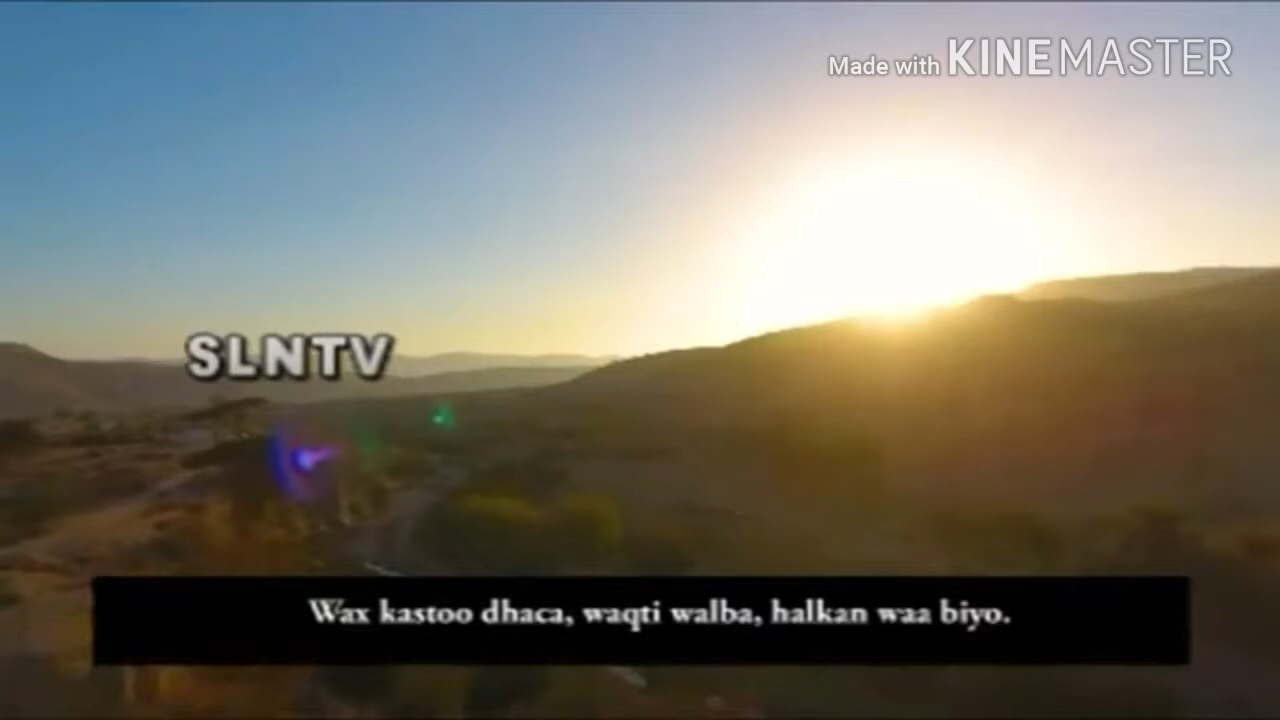 Made with KINEMASTER
SLNTV
Wax kastoo dhaca, waqti walba, halkan waa biyo.